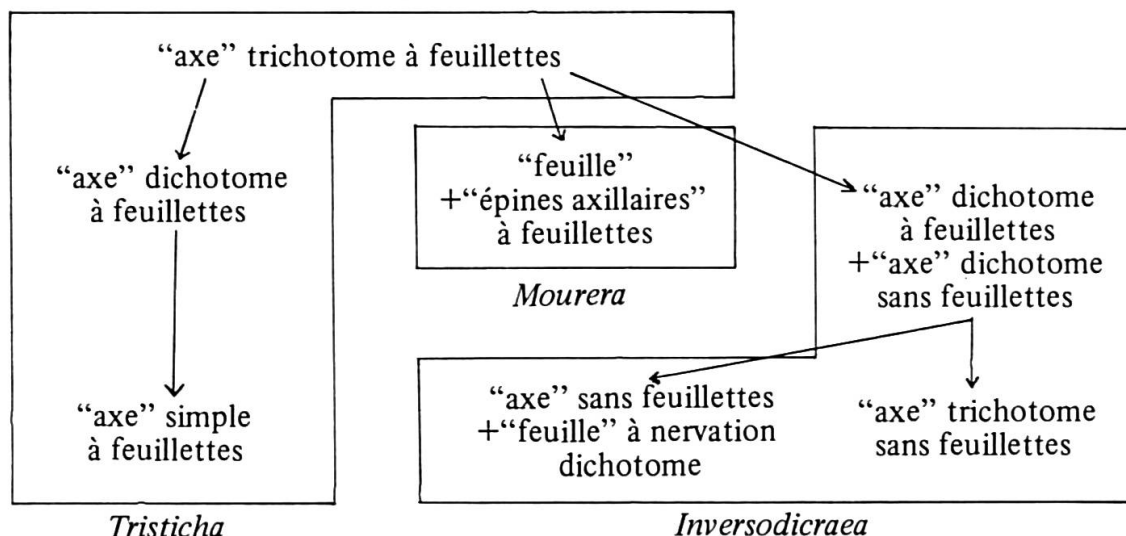 “axe” trichotome à feuillettes
“axe” dichotome
à feuillettes
“feuille”
+“épines axillaires”
à feuillettes
Mourera
“axe” dichotome
à feuillettes
+“axe” dichotome
sans feuillettes
“axe” simple
à feuillettes
“axe” sans feuillettes
+“feuille” à nervation
dichotome
“axe” trichotome
sans feuillettes
Tristicha
Inversodicraea